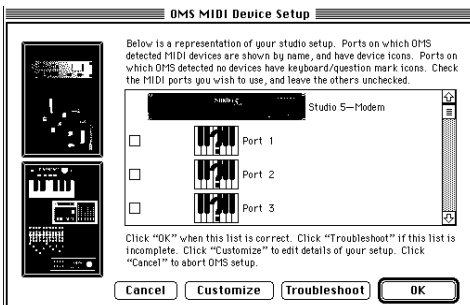 OMS MIDI Device Setup
Below is a representation of your studio setup. Ports on which OMS
detected MIDI devices are shown by name, and have device icons. Ports on
which OMS detected no devices have keyboard/question mark icons. Check
the MIDI ports you wish to use, and leave the others unchecked.
Studio 5
Studio 5—Modem
Port 1
Port 2
Port 3
Click “OK” when this list is correct. Click “Troubleshoot” if this list is
incomplete. Click “Customize” to edit details of your setup. Click
“Cancel” to abort OMS setup.
Cancel Customize Troubleshoot OK